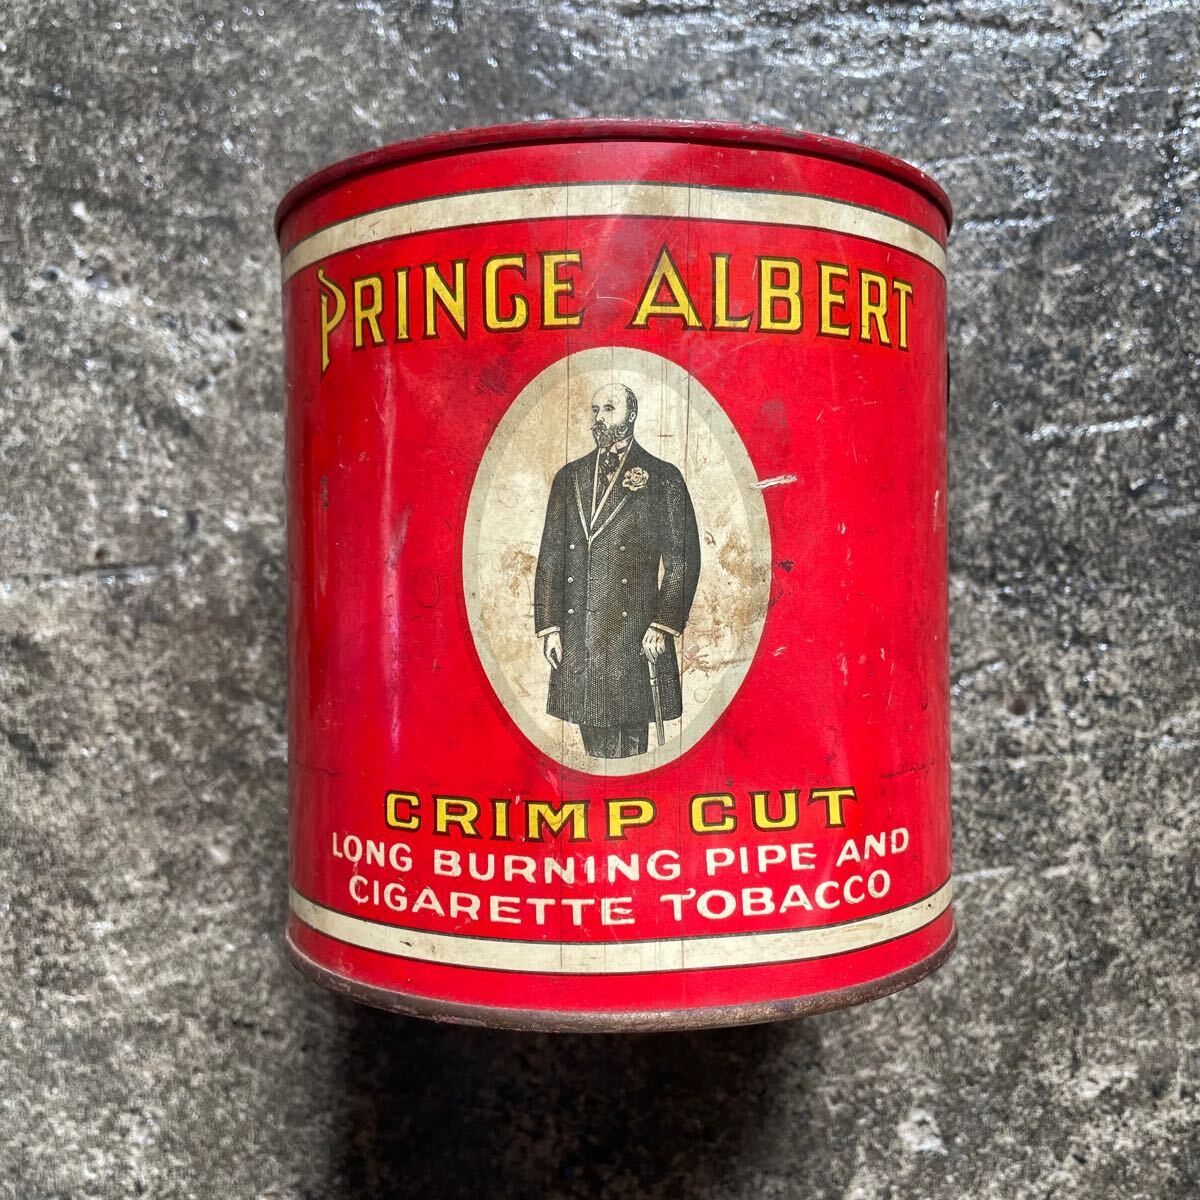 PRINCE ALBERT
CRIMP CUT
LONG BURNING PIPE AND
CIGARETTE TOBACCO